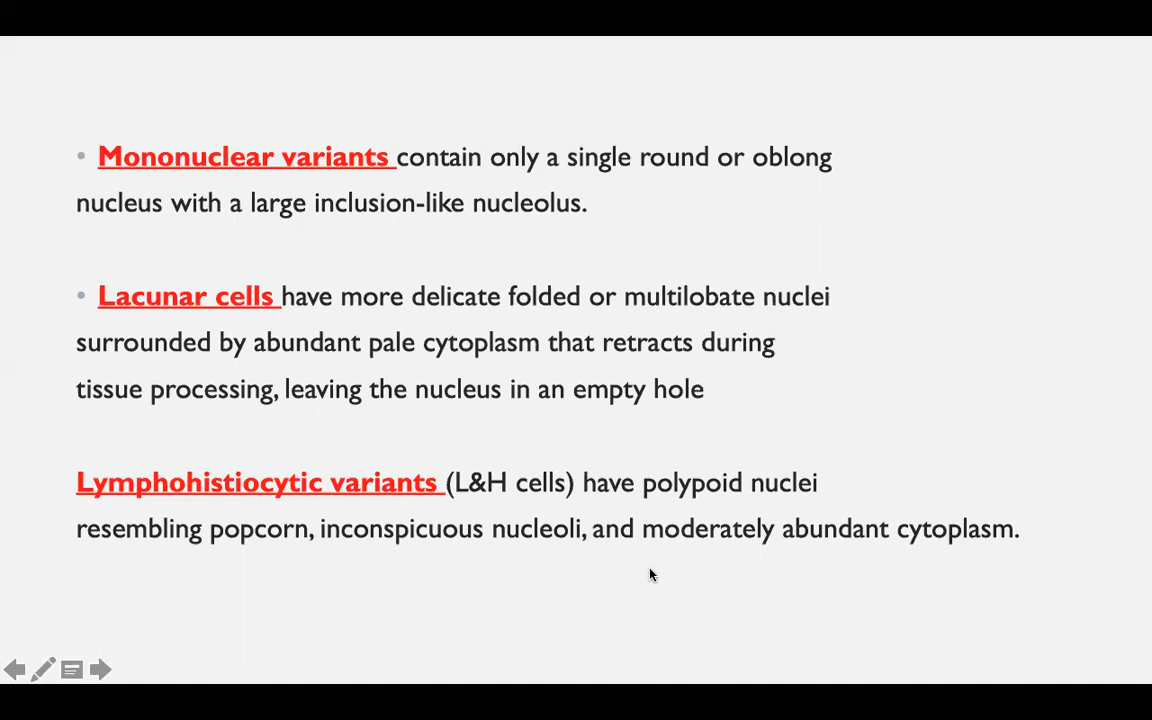 • Mononuclear variants contain only a single round or oblong
nucleus with a large inclusion-like nucleolus.
• Lacunar cells have more delicate folded or multilobate nuclei
surrounded by abundant pale cytoplasm that retracts during
tissue processing, leaving the nucleus in an empty hole
Lymphohistiocytic variants (L&H cells) have polypoid nuclei
resembling popcorn, inconspicuous nucleoli, and moderately abundant cytoplasm.